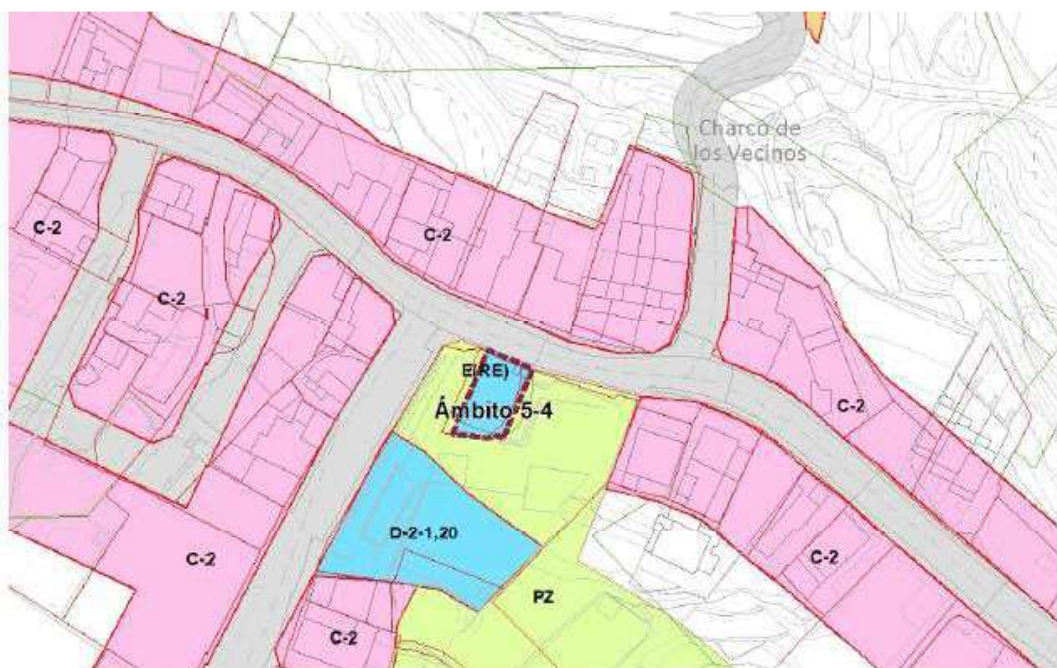 Charco de
los Vecinos
C-2
C-2
C-2
E(RE)
Ámbito 5-4
C-2
D-2-1,20
C-2
C-2
PZ
C-2